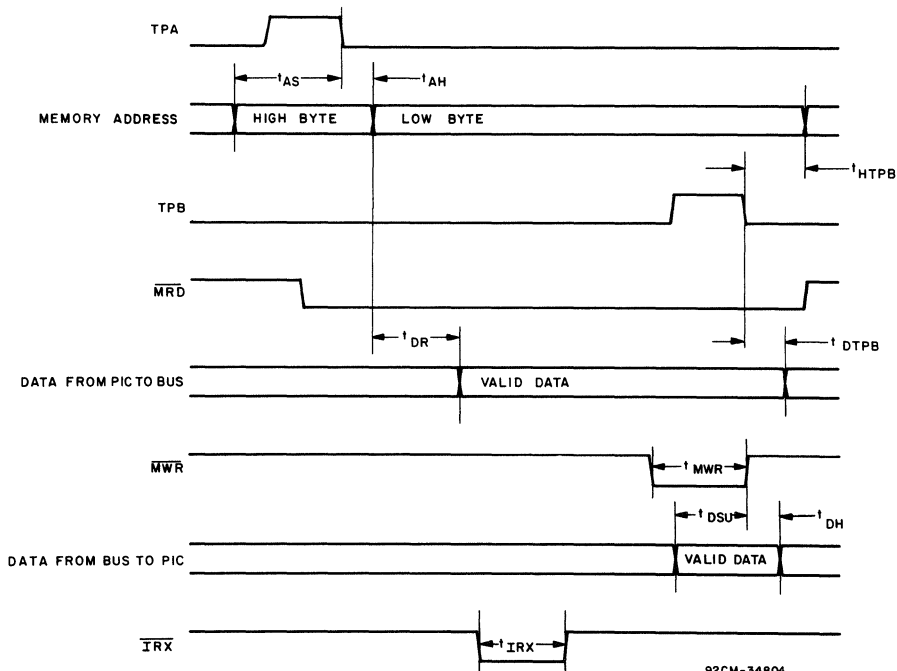 TPA
tAS
tAH
MEMORY ADDRESS
HIGH BYTE
LOW BYTE
tHTPB
TPB
MRD
tDR
tDTPB
DATA FROM PIC TO BUS
VALID DATA
MWR
tMWR
tDSU
tDH
DATA FROM BUS TO PIC
VALID DATA
IRX
tIRX
92CM-34804